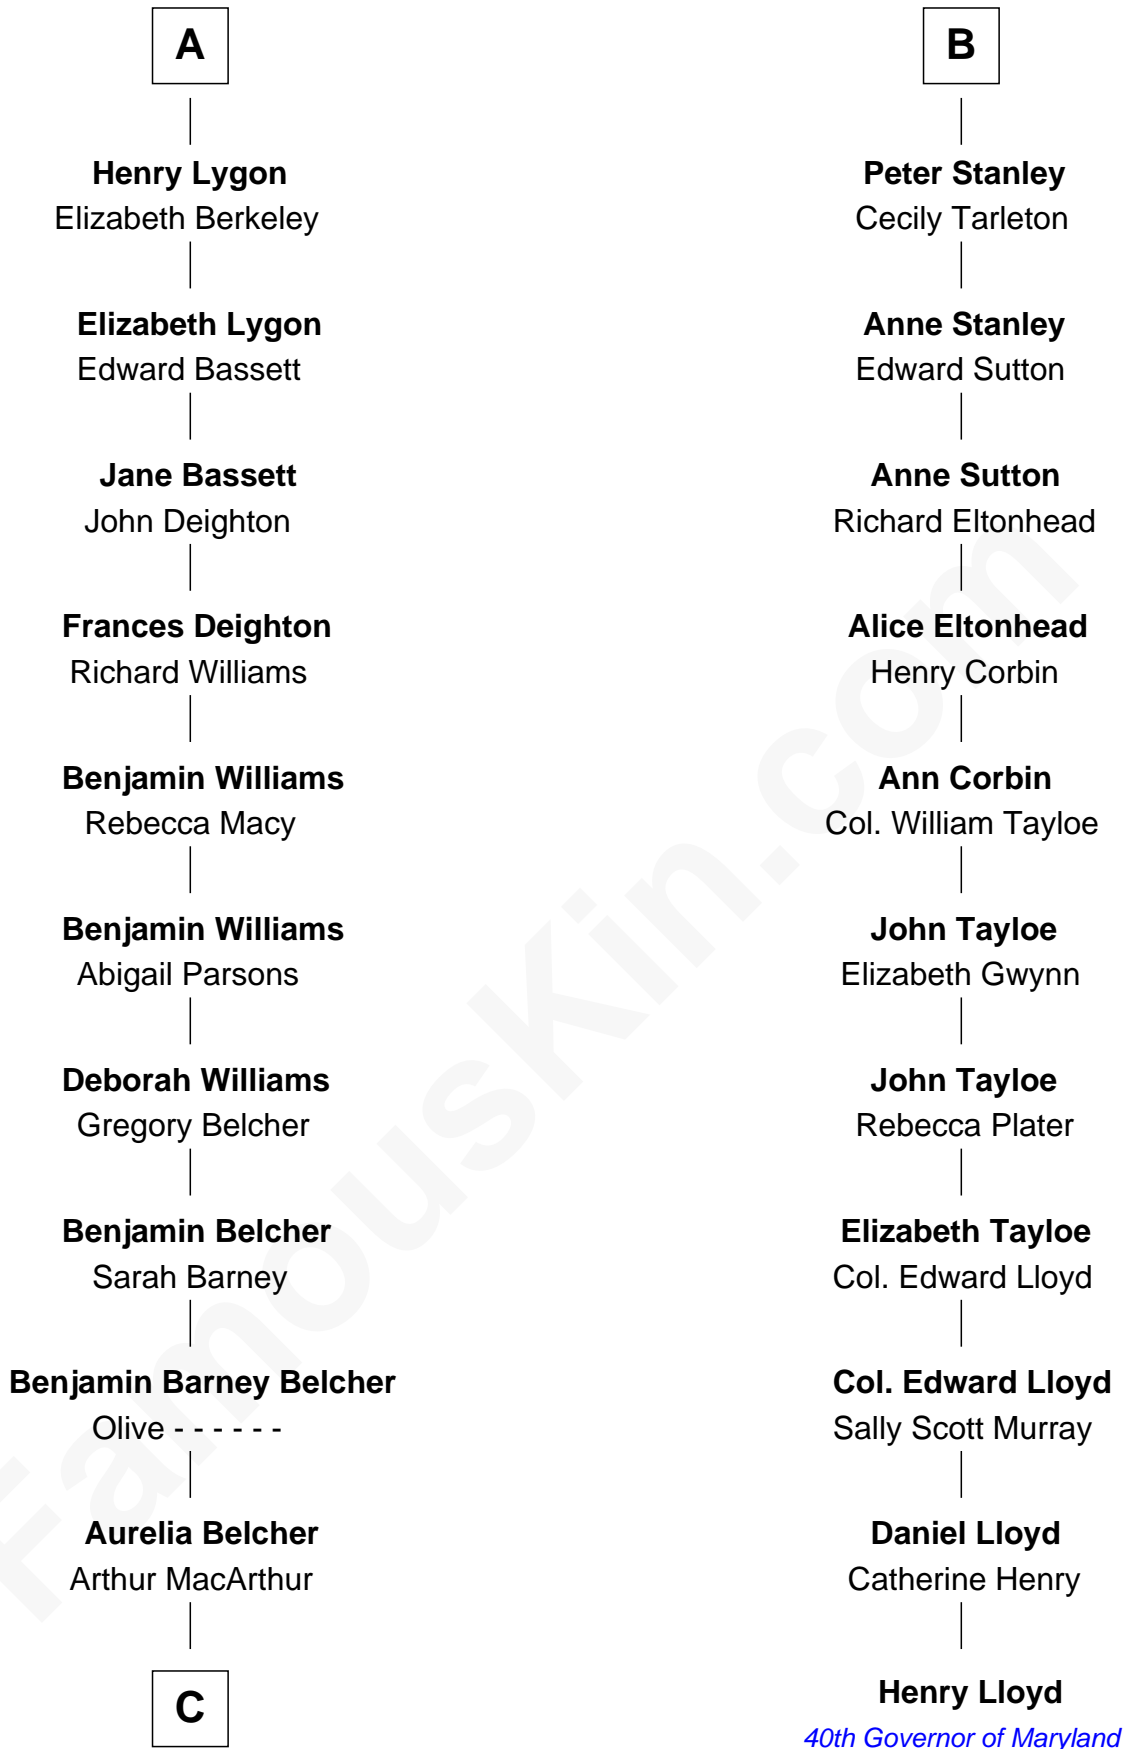 A
Henry Lygon
Elizabeth Berkeley
Elizabeth Lygon
Edward Bassett
Jane Bassett
John Deighton
Frances Deighton
Richard Williams
Benjamin Williams
Rebecca Macy
Benjamin Williams
Abigail Parsons
Deborah Williams
Gregory Belcher
Benjamin Belcher
Sarah Barney
Benjamin Barney Belcher
Olive - - - - - -
Aurelia Belcher
Arthur MacArthur
C
B
Peter Stanley
Cecily Tarleton
Anne Stanley
Edward Sutton
Anne Sutton
Richard Eltonhead
Alice Eltonhead
Henry Corbin
Ann Corbin
Col. William Tayloe
John Tayloe
Elizabeth Gwynn
John Tayloe
Rebecca Plater
Elizabeth Tayloe
Col. Edward Lloyd
Col. Edward Lloyd
Sally Scott Murray
Daniel Lloyd
Catherine Henry
Henry Lloyd
40th Governor of Maryland
FamousKin.com